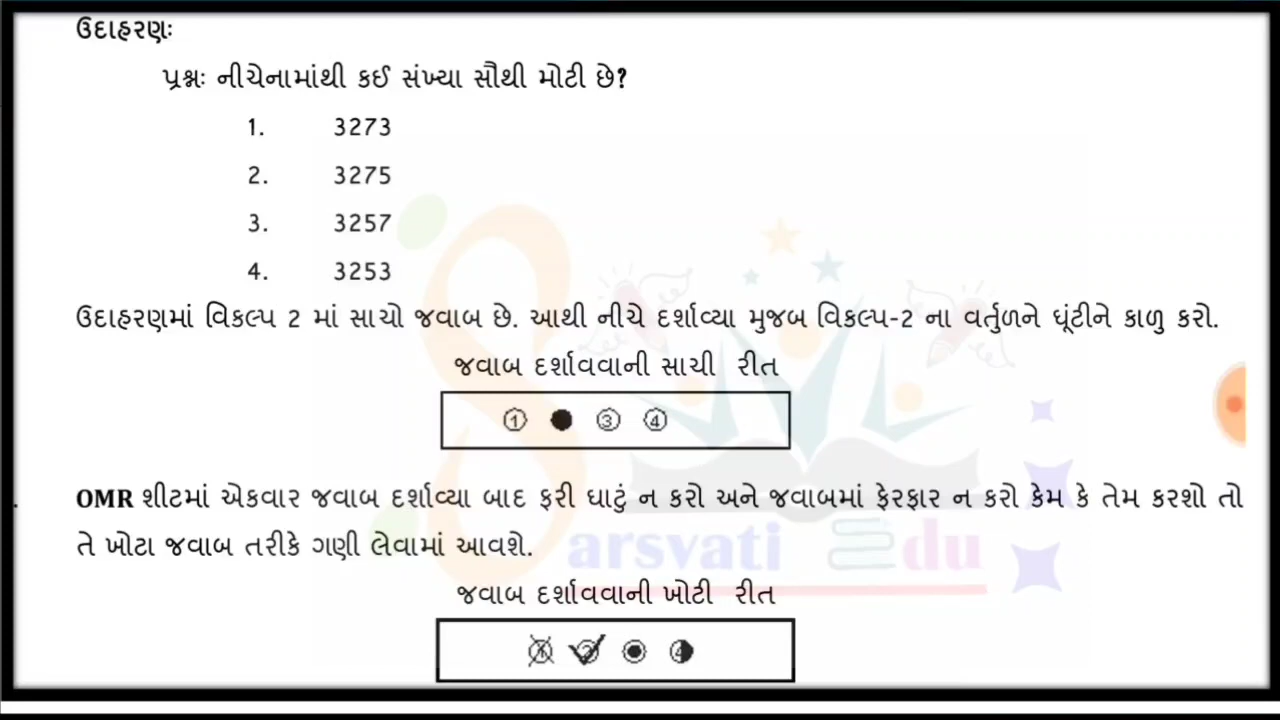 ઉદાહરણઃ
પ્રશ્નઃ નીચેનામાંથી કઈ સંખ્યા સૌથી મોટી છે?
1. 3273
2. 3275
3. 3257
4. 3253
ઉદાહરણમાં વિકલ્પ 2 માં સાચો જવાબ છે. આથી નીચે દર્શાવ્યા મુજબ વિકલ્પ-2 ના વર્તુળને ઘૂંટીને કાળુ કરો.
જવાબ દર્શાવવાની સાચી રીત
① ● ③ ④
OMR શીટમાં એકવાર જવાબ દર્શાવ્યા બાદ ફરી ઘાટું ન કરો અને જવાબમાં ફેરફાર ન કરો કેમ કે તેમ કરશો તો
તે ખોટા જવાબ તરીકે ગણી લેવામાં આવશે.
arsvati Edu
જવાબ દર્શાવવાની ખોટી રીત